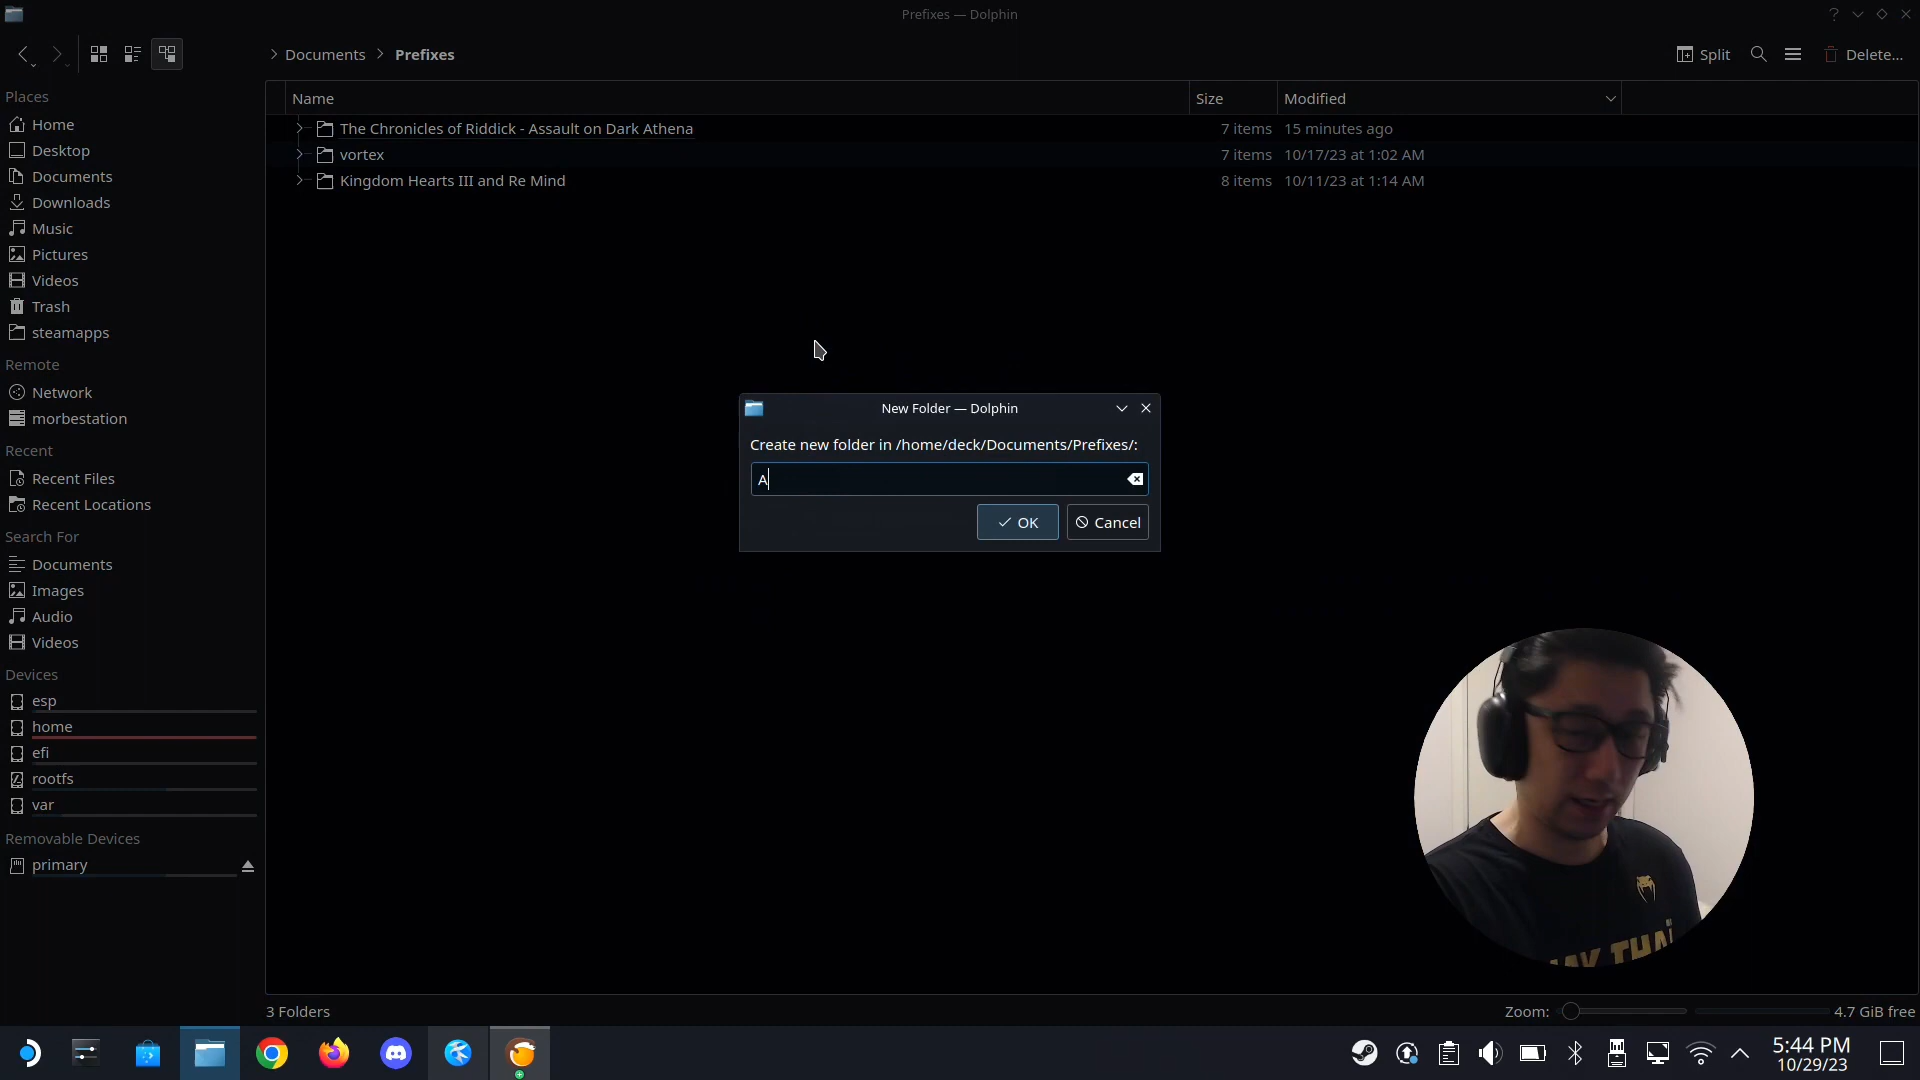 Prefixes — Dolphin
Documents
Prefixes
Split
Delete...
Places
Home
Desktop
Documents
Downloads
Music
Pictures
Videos
Trash
steamapps
Remote
Network
morbestation
Recent
Recent Files
Recent Locations
Search For
Documents
Images
Audio
Videos
Devices
esp
home
efi
rootfs
var
Removable Devices
primary
Name Size Modified
The Chronicles of Riddick - Assault on Dark Athena 7 items 15 minutes ago
vortex 7 items 10/17/23 at 1:02 AM
Kingdom Hearts III and Re Mind 8 items 10/11/23 at 1:14 AM
New Folder — Dolphin
Create new folder in /home/deck/Documents/Prefixes/:
A
OK
Cancel
THAI
3 Folders
Zoom:
4.7 GiB free
5:44 PM
10/29/23